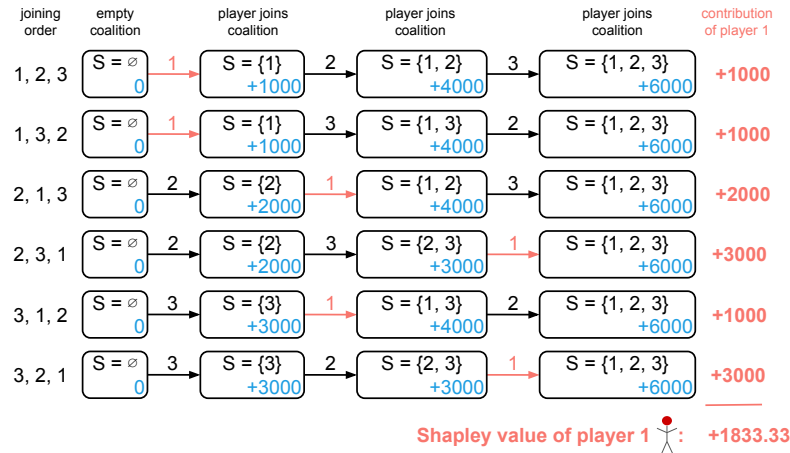 joining order empty coalition player joins coalition player joins coalition player joins coalition contribution of player 1
1, 2, 3 S = ∅ 0 1 S = {1} +1000 2 S = {1, 2} +4000 3 S = {1, 2, 3} +6000 +1000
1, 3, 2 S = ∅ 0 1 S = {1} +1000 3 S = {1, 3} +4000 2 S = {1, 2, 3} +6000 +1000
2, 1, 3 S = ∅ 0 2 S = {2} +2000 1 S = {1, 2} +4000 3 S = {1, 2, 3} +6000 +2000
2, 3, 1 S = ∅ 0 2 S = {2} +2000 3 S = {2, 3} +3000 1 S = {1, 2, 3} +6000 +3000
3, 1, 2 S = ∅ 0 3 S = {3} +3000 1 S = {1, 3} +4000 2 S = {1, 2, 3} +6000 +1000
3, 2, 1 S = ∅ 0 3 S = {3} +3000 2 S = {2, 3} +3000 1 S = {1, 2, 3} +6000 +3000
Shapley value of player 1 : +1833.33